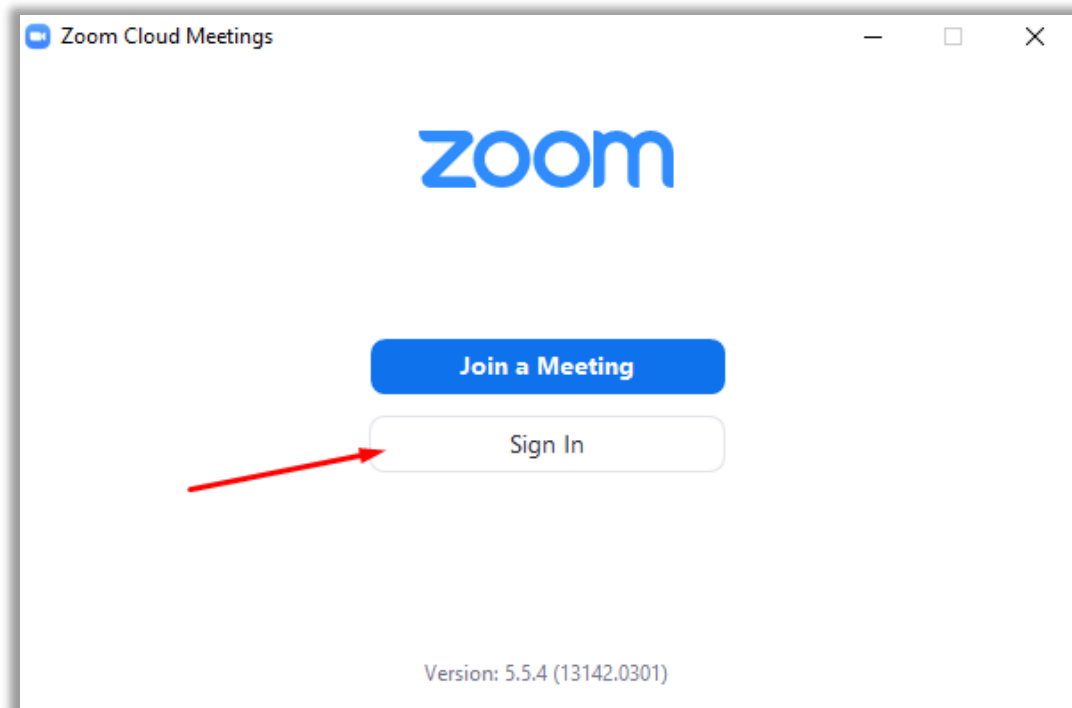 Zoom Cloud Meetings
zoom
Join a Meeting
Sign In
Version: 5.5.4 (13142.0301)